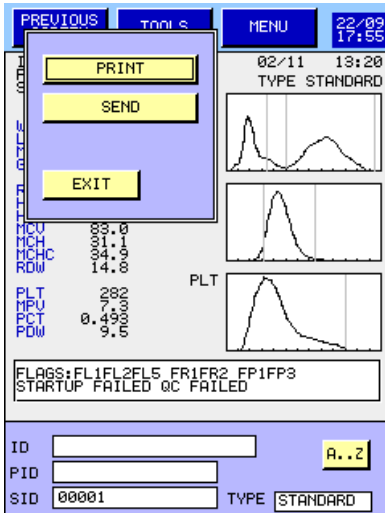 PREVIOUS
TOOLS
MENU
22/09
17:55
PRINT
SEND
EXIT
02/11 13:20
TYPE STANDARD
MCV 83.0
MCH 31.1
MCHC 34.9
RDW 14.8
PLT
PLT 282
MPV 7.3
PCT 0.493
PDW 9.5
FLAGS:FL1FL2FL5 FR1FR2 FP1FP3
STARTUP FAILED QC FAILED
ID
A..Z
PID
SID 00001
TYPE STANDARD